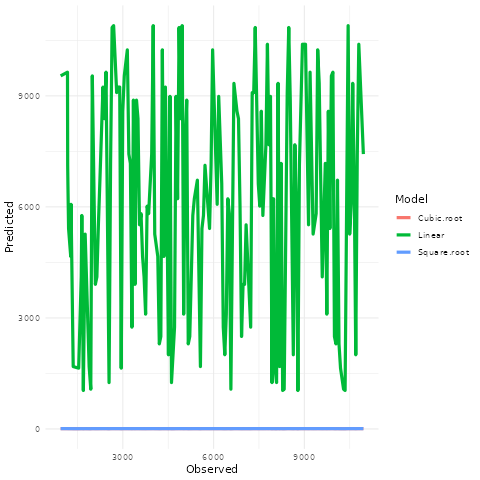 Predicted
9000
6000
3000
0
3000
6000
9000
Observed
Model
Cubic.root
Linear
Square.root